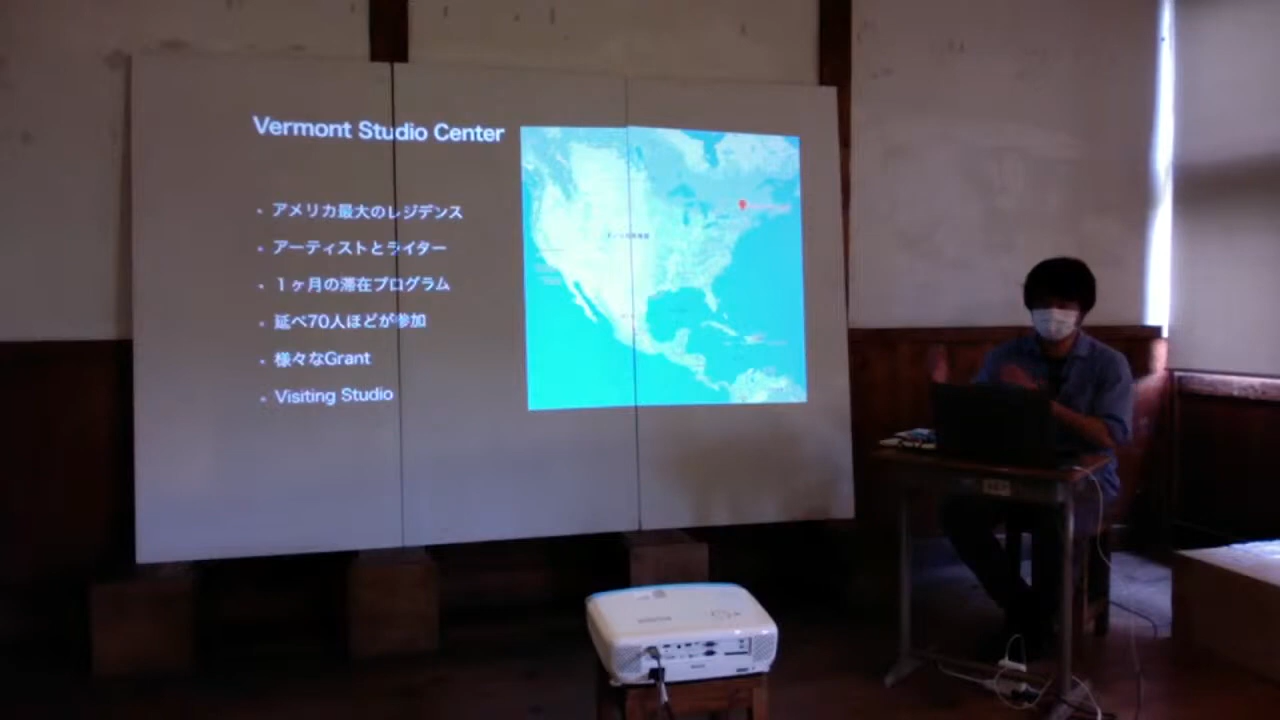 Vermont Studio Center
・アメリカ最大のレジデンス
・アーティストとライター
・1ヶ月の滞在プログラム
・延べ70人ほどが参加
・様々なGrant
・Visiting Studio